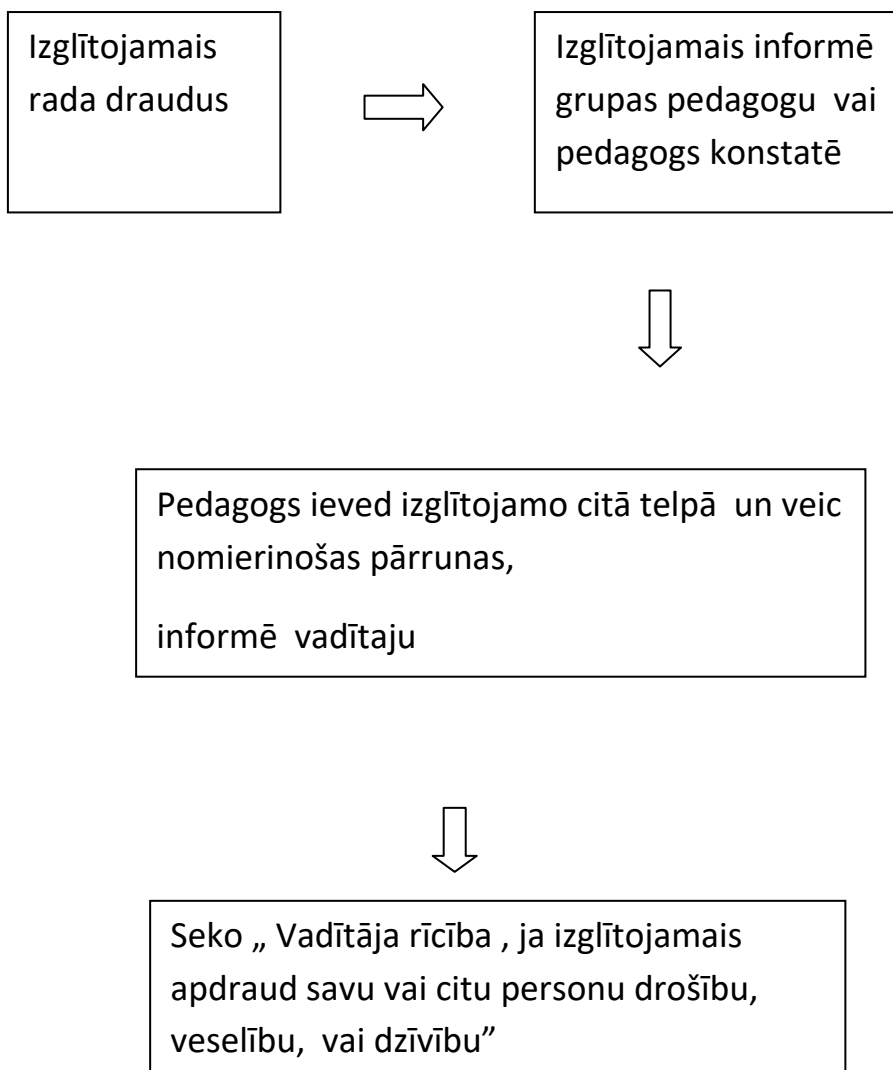 Izglītojamais
rada draudus
Izglītojamais informē
grupas pedagogu vai
pedagogs konstatē
Pedagogs ieved izglītojamo citā telpā un veic
nomierinošas pārrunas,
informē vadītaju
Seko „ Vadītāja rīcība , ja izglītojamais
apdraud savu vai citu personu drošību,
veselību, vai dzīvību”